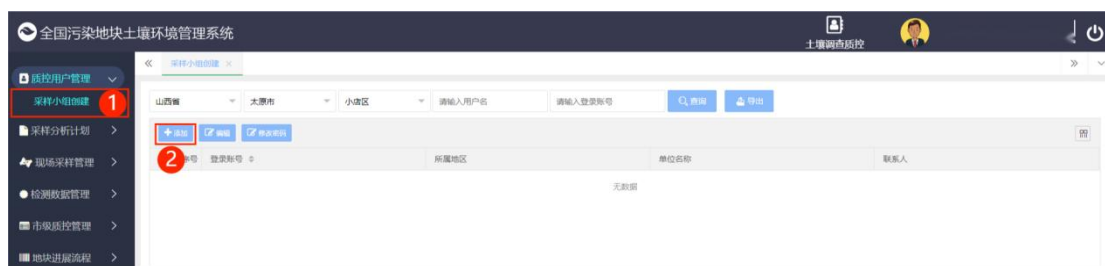 全国污染地块土壤环境管理系统
土壤调查质控
采样小组创建 ×
质控用户管理
采样小组创建 1
采样分析计划
现场采样管理
检测数据管理
市级质控管理
地块进展流程
山西省 太原市 小店区 请输入用户名 请输入登录账号 查询 导出
添加 编辑 修改密码
2 序号 登录账号 所属地区 单位名称 联系人
无数据